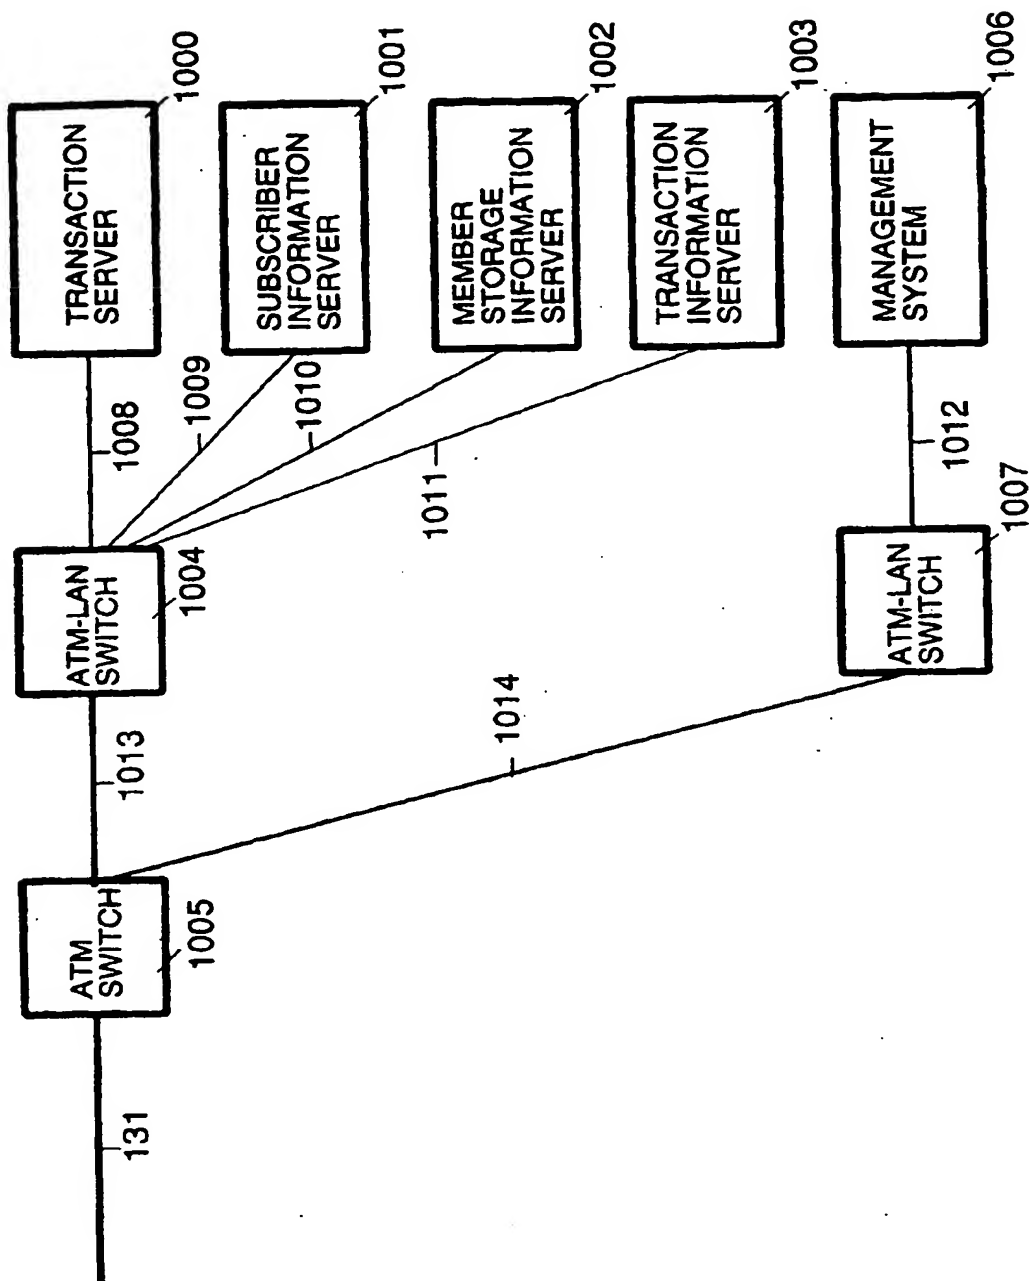 TRANSACTION
SERVER
1000
SUBSCRIBER
INFORMATION
SERVER
1001
MEMBER
STORAGE
INFORMATION
SERVER
1002
TRANSACTION
INFORMATION
SERVER
1003
MANAGEMENT
SYSTEM
1006
1008
1009
1010
1011
1012
ATM-LAN
SWITCH
1004
ATM-LAN
SWITCH
1007
1013
1014
ATM
SWITCH
1005
131